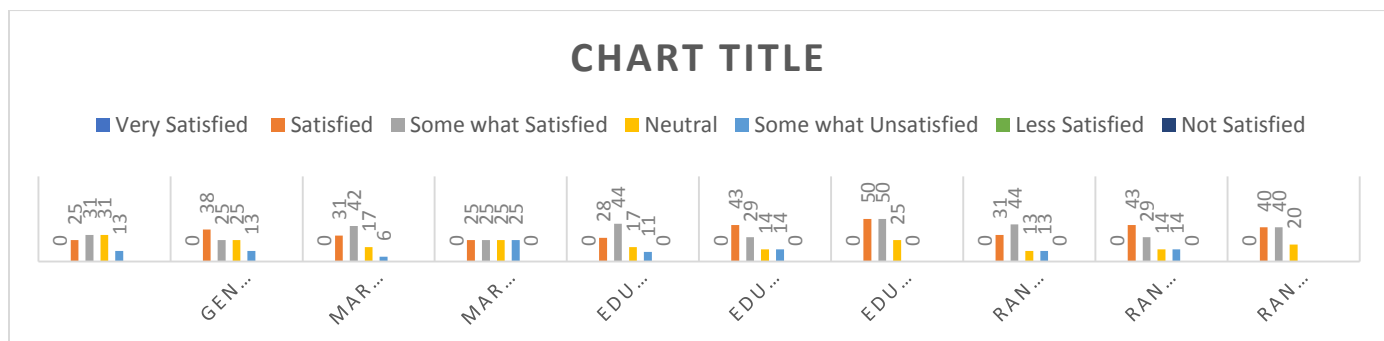 CHART TITLE
Very Satisfied Satisfied Some what Satisfied Neutral Some what Unsatisfied Less Satisfied Not Satisfied
0 25 31 31 13 0 38 25 25 13 0 31 42 17 6 0 25 25 25 25 0 0 28 44 17 11 0 0 43 29 14 14 0 0 50 50 25 0 0 0 31 44 13 13 0 0 43 29 14 14 0 0 40 40 20
GEN... MAR... MAR... EDU... EDU... EDU... RAN... RAN... RAN...